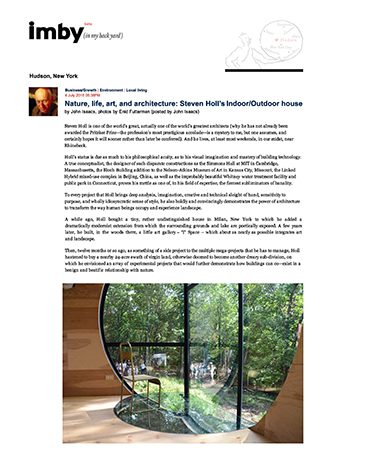 beta
imby (in my back yard)
Hudson, New York
Business/Growth | Environment | Local living
4 July 2016 05:38PM
Nature, life, art, and architecture: Steven Holl's Indoor/Outdoor house
by John Isaacs, photos by Eric Futterman (posted by John Isaacs)
Steven Holl is one of the world's great, actually one of the world's greatest architects (why he has not already been
awarded the Pritzker Prize—the profession's most prestigious accolade—is a mystery to me, but one assumes, and
certainly hopes it will sooner rather than later be conferred). And he lives, at least most weekends, in our midst, near
Rhinebeck.
Holl's status is due as much to his philosophical acuity, as to his visual imagination and mastery of building technology.
A true conceptualist, the designer of such disparate constructions as the Simmons Hall at MIT in Cambridge,
Massachusetts, the Bloch Building addition to the Nelson-Atkins Museum of Art in Kansas City, Missouri, the Linked
Hybrid mixed-use complex in Beijing, China, as well as the improbably beautiful Whitney water treatment facility and
public park in Connecticut, proves his mettle as one of, in his field of expertise, the fiercest subliminators of banality.
To every project that Holl brings deep analysis, imagination, creative and technical sleight of hand, sensibility to
purpose, and wholly idiosyncratic sense of style, he also boldly and convincingly demonstrates the power of architecture
to transform the way human beings occupy and experience landscape.
A while ago, Holl bought a tiny, rather undistinguished house in Milan, New York to which he added a
dramatically modernist extension from which the surrounding grounds and lake are poetically exposed. A few years
later, he built, in the woods there, a little art gallery – 'T' Space – which about as nearly as possible integrates art
and landscape.
Then, twelve months or so ago, as something of a side project to the multiple mega-projects that he has to manage, Holl
hastened to buy a nearby 24-acre swath of virgin land, otherwise doomed to become another dreary sub-division, on
which he envisioned an array of experimental projects that would further demonstrate how buildings can co-exist in a
benign and beatific relationship with nature.